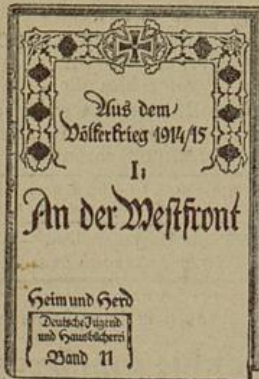 Aus dem
Völkerkrieg 1914/15
I:
An der Westfront
Heim und Herd
Deutsche Jugend
und Hausbücherei
Band 11